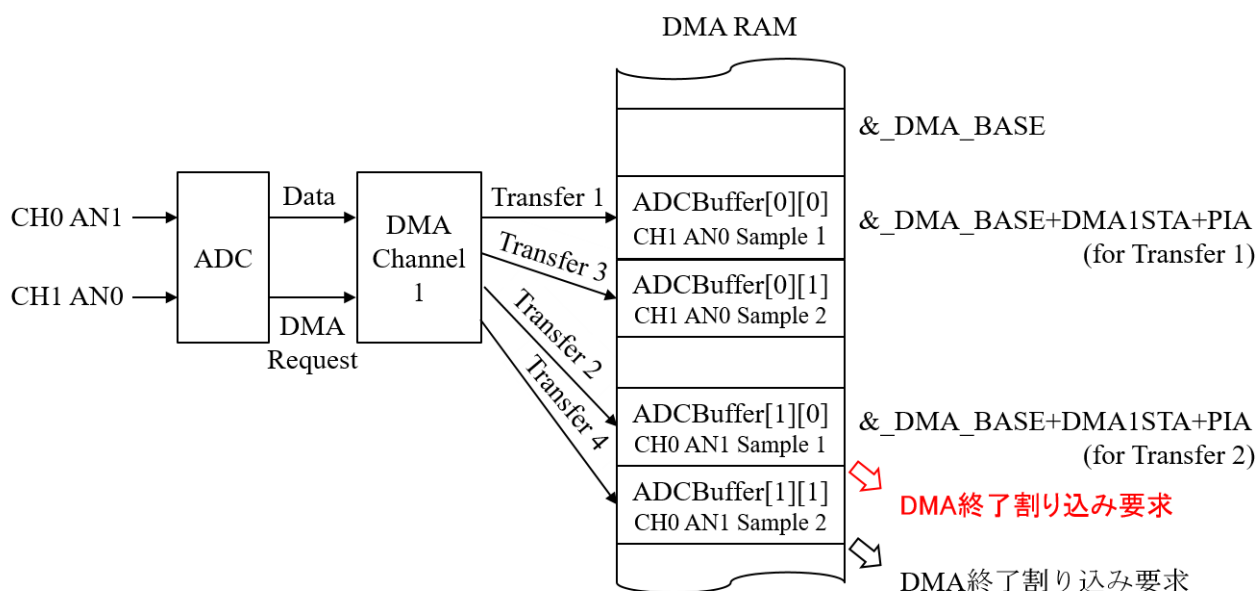 DMA RAM
&_DMA_BASE
CH0 AN1
CH1 AN0
ADC
Data
DMA
Request
DMA
Channel
1
Transfer 1
Transfer 3
Transfer 2
Transfer 4
ADCBuffer[0][0]
CH1 AN0 Sample 1
&_DMA_BASE+DMA1STA+PIA
(for Transfer 1)
ADCBuffer[0][1]
CH1 AN0 Sample 2
ADCBuffer[1][0]
CH0 AN1 Sample 1
&_DMA_BASE+DMA1STA+PIA
(for Transfer 2)
ADCBuffer[1][1]
CH0 AN1 Sample 2
DMA終了割り込み要求
DMA終了割り込み要求